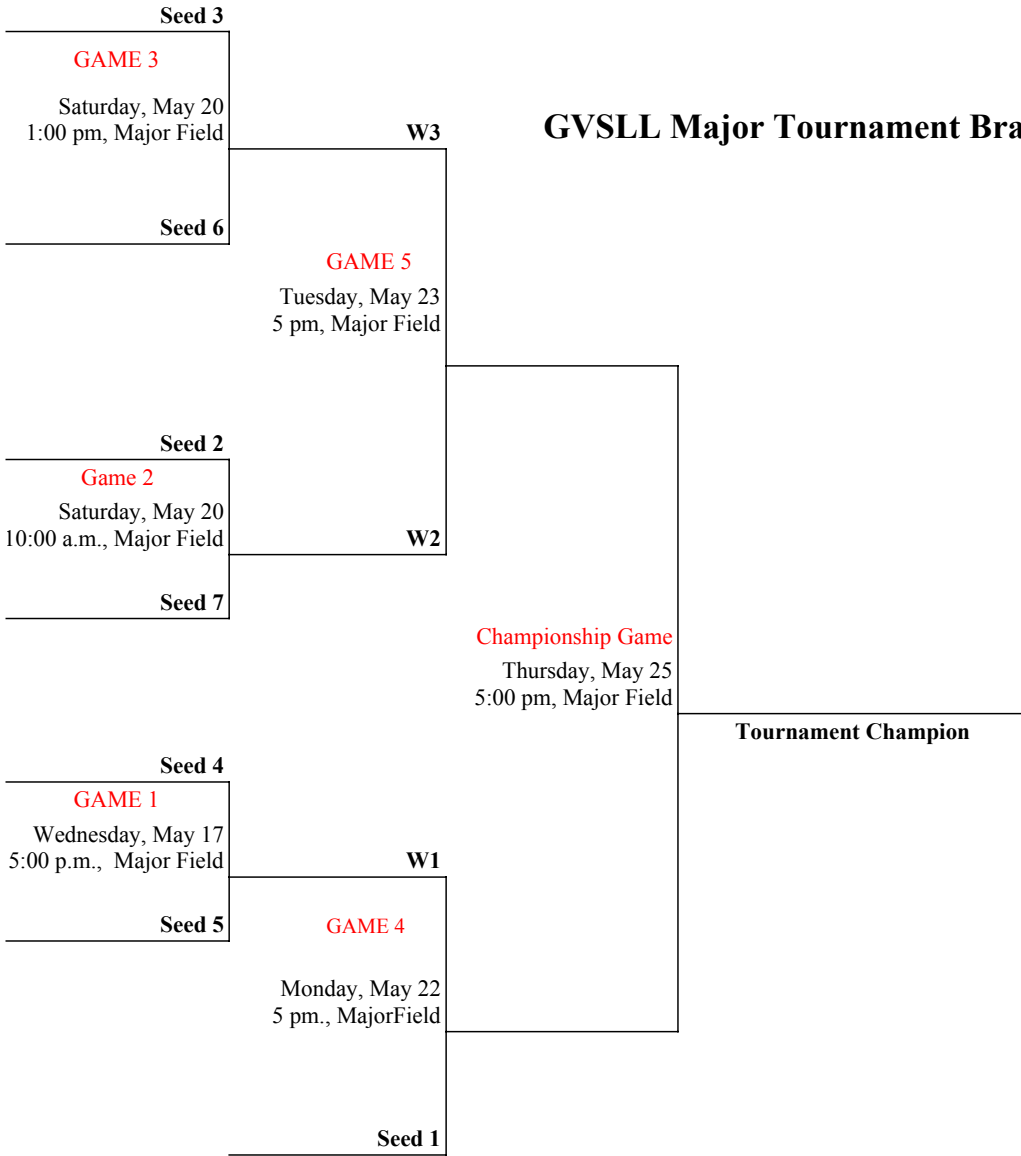 Seed 3
GAME 3
Saturday, May 20
1:00 pm, Major Field
W3
GVSLL Major Tournament Bra
Seed 6
GAME 5
Tuesday, May 23
5 pm, Major Field
Seed 2
Game 2
Saturday, May 20
10:00 a.m., Major Field
W2
Seed 7
Championship Game
Thursday, May 25
5:00 pm, Major Field
Tournament Champion
Seed 4
GAME 1
Wednesday, May 17
5:00 p.m., Major Field
W1
Seed 5
GAME 4
Monday, May 22
5 pm., MajorField
Seed 1